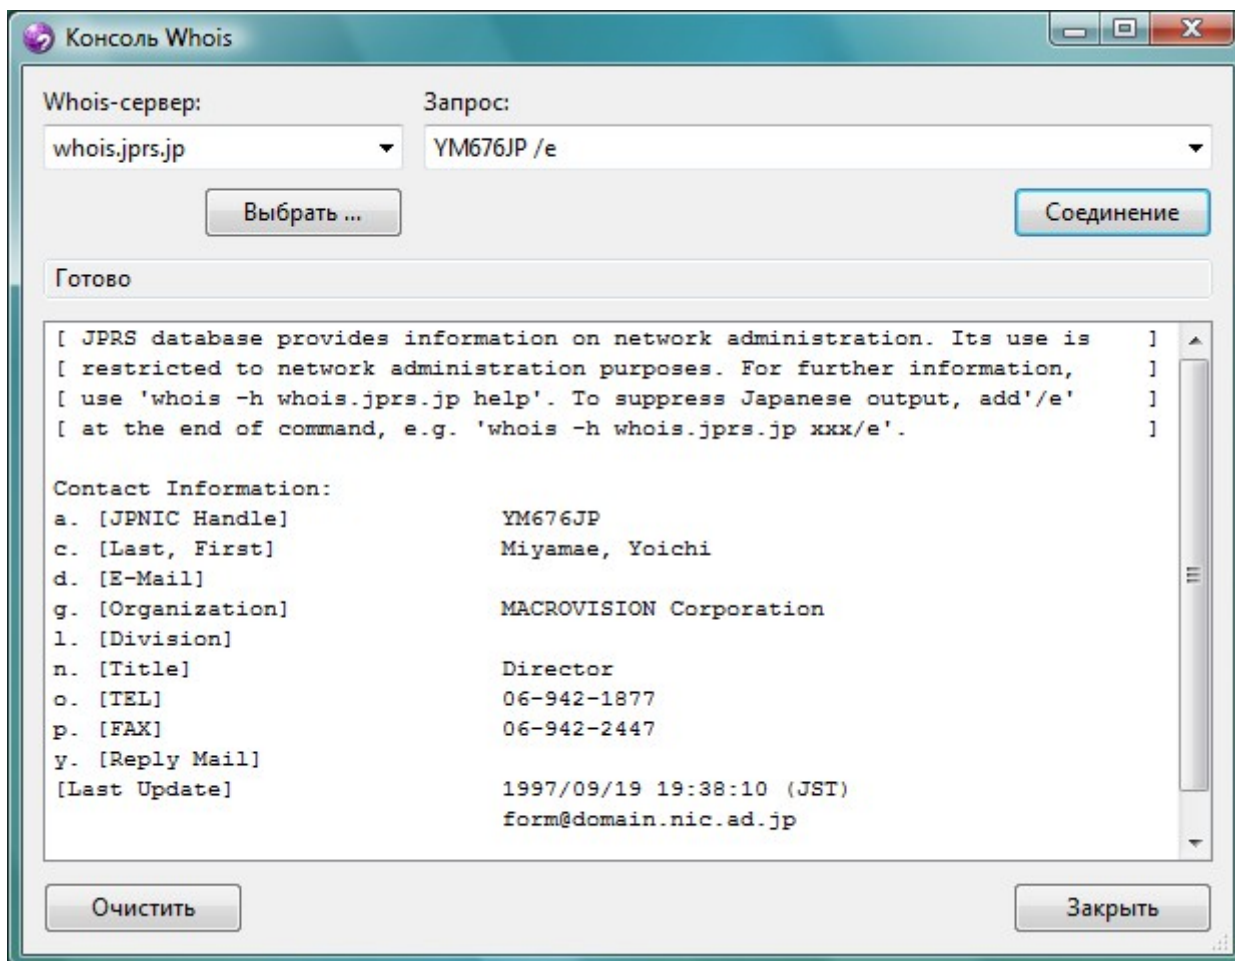 Консоль Whois
Whois-сервер: Запрос:
whois.jprs.jp YM676JP /e
Выбрать ... Соединение
Готово
[ JPRS database provides information on network administration. Its use is ]
[ restricted to network administration purposes. For further information, ]
[ use 'whois -h whois.jprs.jp help'. To suppress Japanese output, add'/e' ]
[ at the end of command, e.g. 'whois -h whois.jprs.jp xxx/e'. ]
Contact Information:
a. [JPNIC Handle] YM676JP
c. [Last, First] Miyamae, Yoichi
d. [E-Mail]
g. [Organization] MACROVISION Corporation
l. [Division]
n. [Title] Director
o. [TEL] 06-942-1877
p. [FAX] 06-942-2447
y. [Reply Mail]
[Last Update] 1997/09/19 19:38:10 (JST)
form@domain.nic.ad.jp
Очистить Закрыть